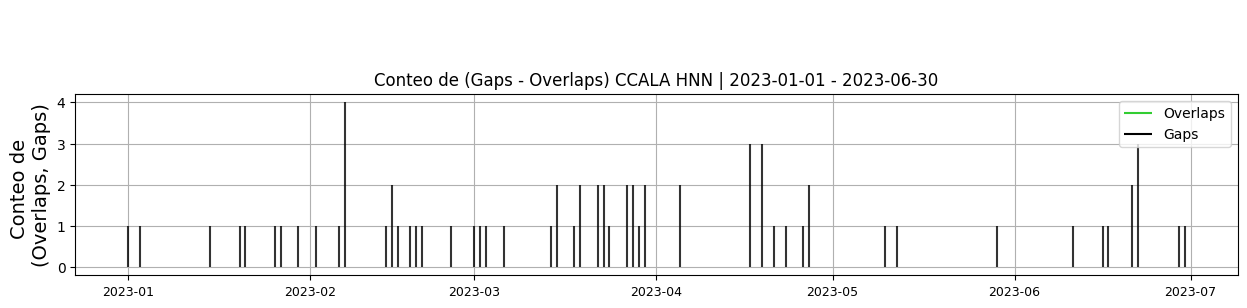 Conteo de (Gaps - Overlaps) CCALA HNN | 2023-01-01 - 2023-06-30
Conteo de
(Overlaps, Gaps)
4
3
2
1
0
Overlaps
Gaps
2023-01
2023-02
2023-03
2023-04
2023-05
2023-06
2023-07